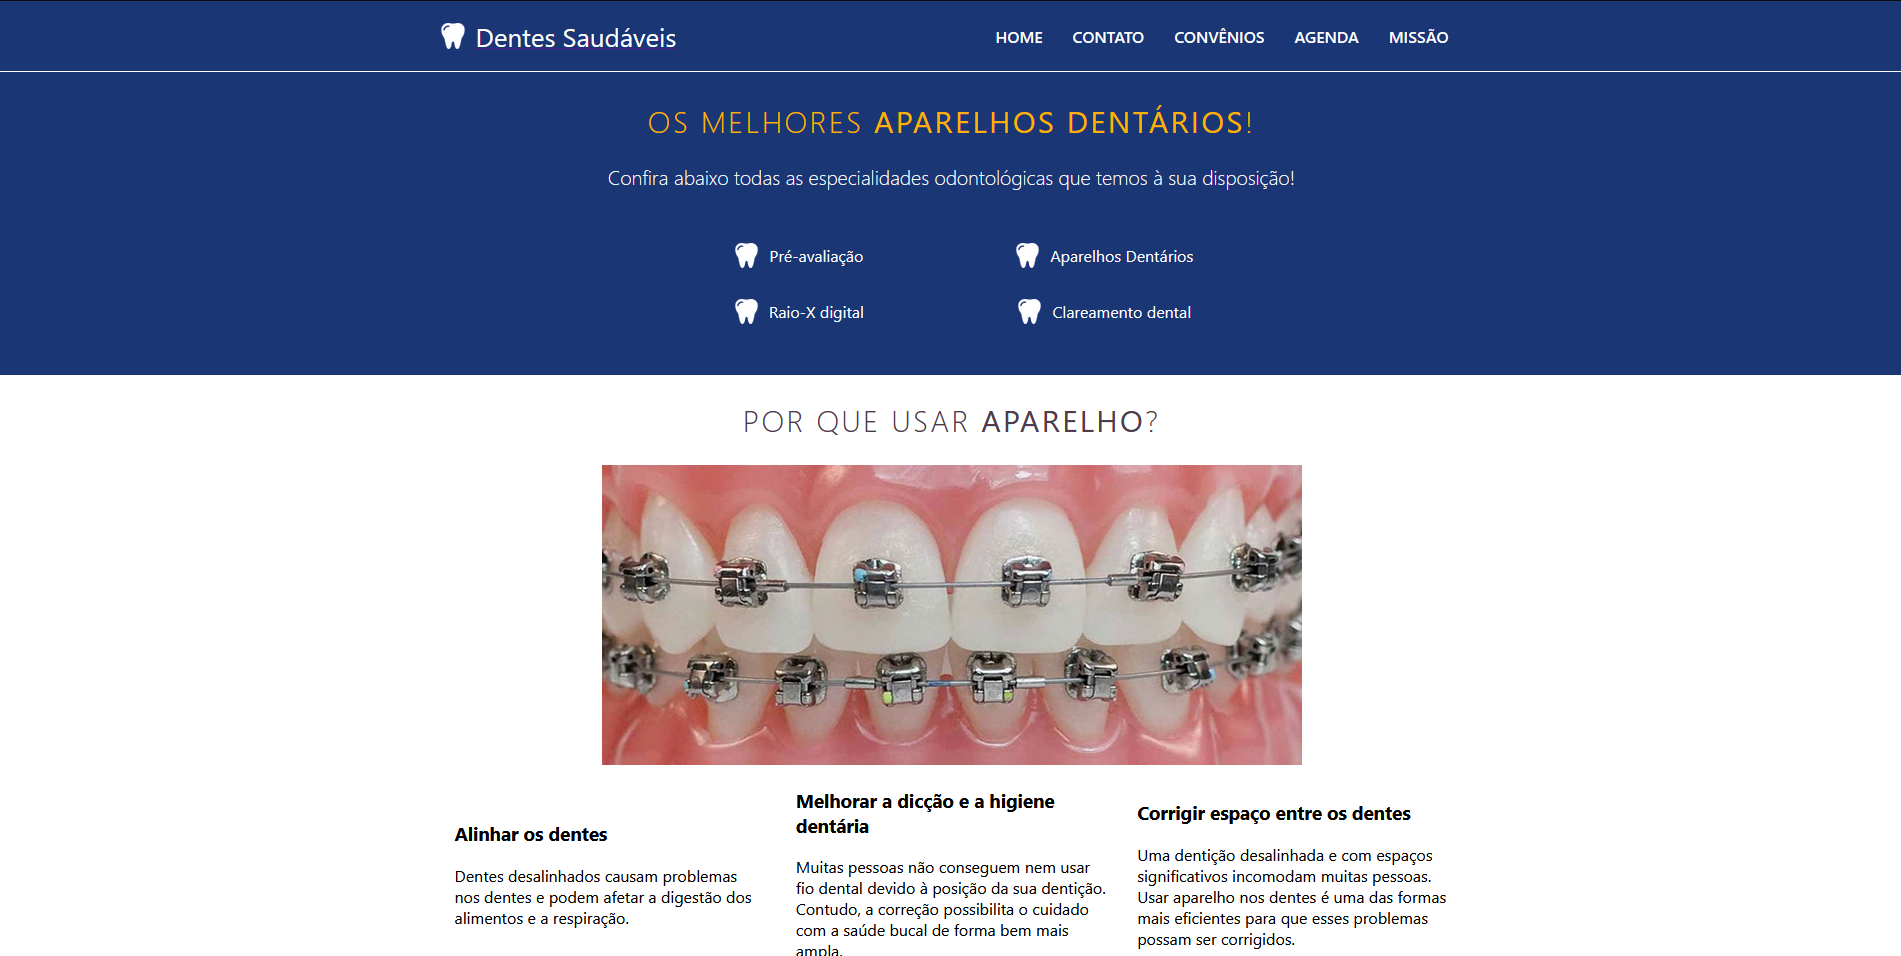 Dentes Saudáveis
HOME CONTATO CONVÊNIOS AGENDA MISSÃO
OS MELHORES APARELHOS DENTÁRIOS!
Confira abaixo todas as especialidades odontológicas que temos à sua disposição!
Pré-avaliação
Aparelhos Dentários
Raio-X digital
Clareamento dental
POR QUE USAR APARELHO?
Alinhar os dentes
Dentes desalinhados causam problemas
nos dentes e podem afetar a digestão dos
alimentos e a respiração.
Melhorar a dicção e a higiene
dentária
Muitas pessoas não conseguem nem usar
fio dental devido à posição da sua dentição.
Contudo, a correção possibilita o cuidado
com a saúde bucal de forma bem mais
ampla.
Corrigir espaço entre os dentes
Uma dentição desalinhada e com espaços
significativos incomodam muitas pessoas.
Usar aparelho nos dentes é uma das formas
mais eficientes para que esses problemas
possam ser corrigidos.